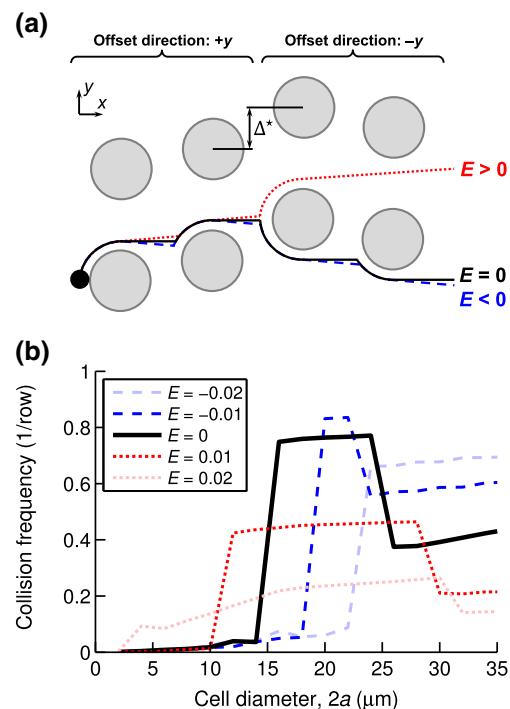 (a)
Offset direction: +y
Offset direction: –y
y
x
Δ*
E > 0
E = 0
E < 0
(b)
Collision frequency (1/row)
1
0.8
0.6
0.4
0.2
0
E = −0.02
E = −0.01
E = 0
E = 0.01
E = 0.02
0 5 10 15 20 25 30 35
Cell diameter, 2a (μm)